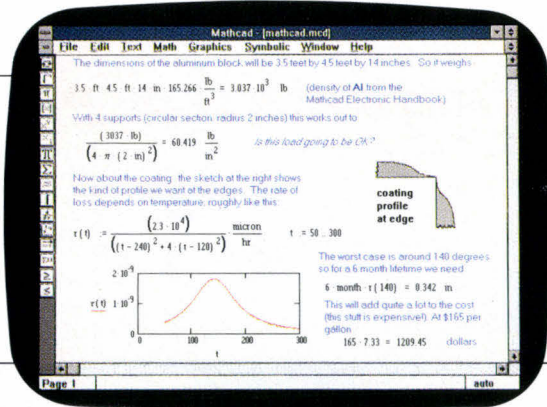 Mathcad - [mathcad.mcd]
File Edit Text Math Graphics Symbolic Window Help
The dimensions of the aluminum block will be 3.5 feet by 4.5 feet by 14 inches. So it weighs
3.5 · ft · 4.5 · ft · 14 · in · 165.266 · lb/ft³ = 3.037·10³ lb
(density of Al from the
Mathcad Electronic Handbook)
With 4 supports (circular section, radius 2 inches) this works out to
(3037 · lb)/(4 · π · (2 · in)²) = 60.419 lb/in²
Is this load going to be OK?
Now about the coating: the sketch at the right shows
the kind of profile we want at the edges. The rate of
loss depends on temperature, roughly like this:
coating
profile
at edge
r(t) := (2.3 · 10⁴)/((t − 240)² + 4 · (t − 120)²) · micron/hr
t := 50 .. 300
The worst case is around 140 degrees
so for a 6 month lifetime we need
6 · month · r(140) = 0.342 in
This will add quite a lot to the cost
(this stuff is expensive!). At $165 per
gallon
165 · 7.33 = 1209.45 dollars
2·10⁻⁹
r(t) 1·10⁻⁹
0
0 100 200 300
t
Page 1
auto